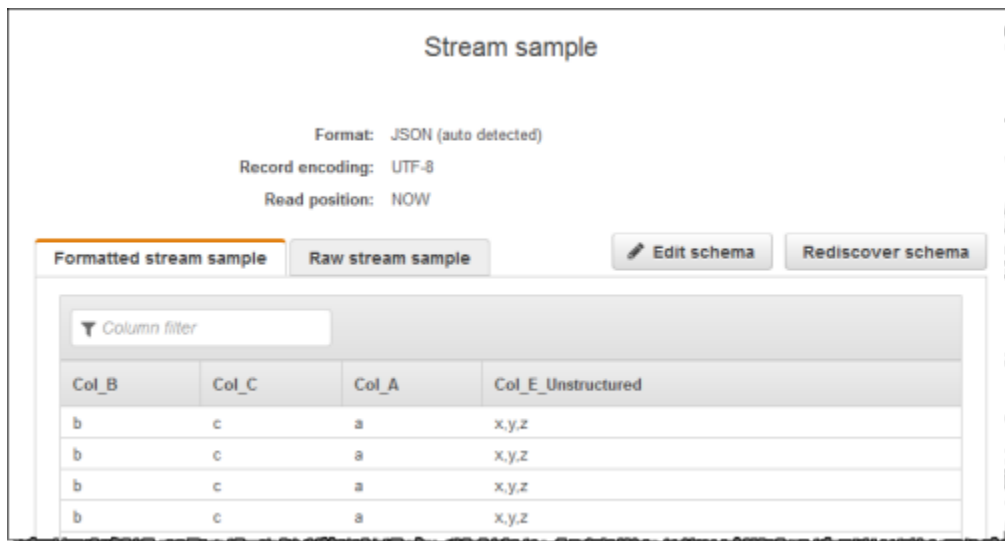 Stream sample
Format: JSON (auto detected)
Record encoding: UTF-8
Read position: NOW
Formatted stream sample Raw stream sample Edit schema Rediscover schema
Column filter
Col_B Col_C Col_A Col_E_Unstructured
b c a x,y,z
b c a x,y,z
b c a x,y,z
b c a x,y,z